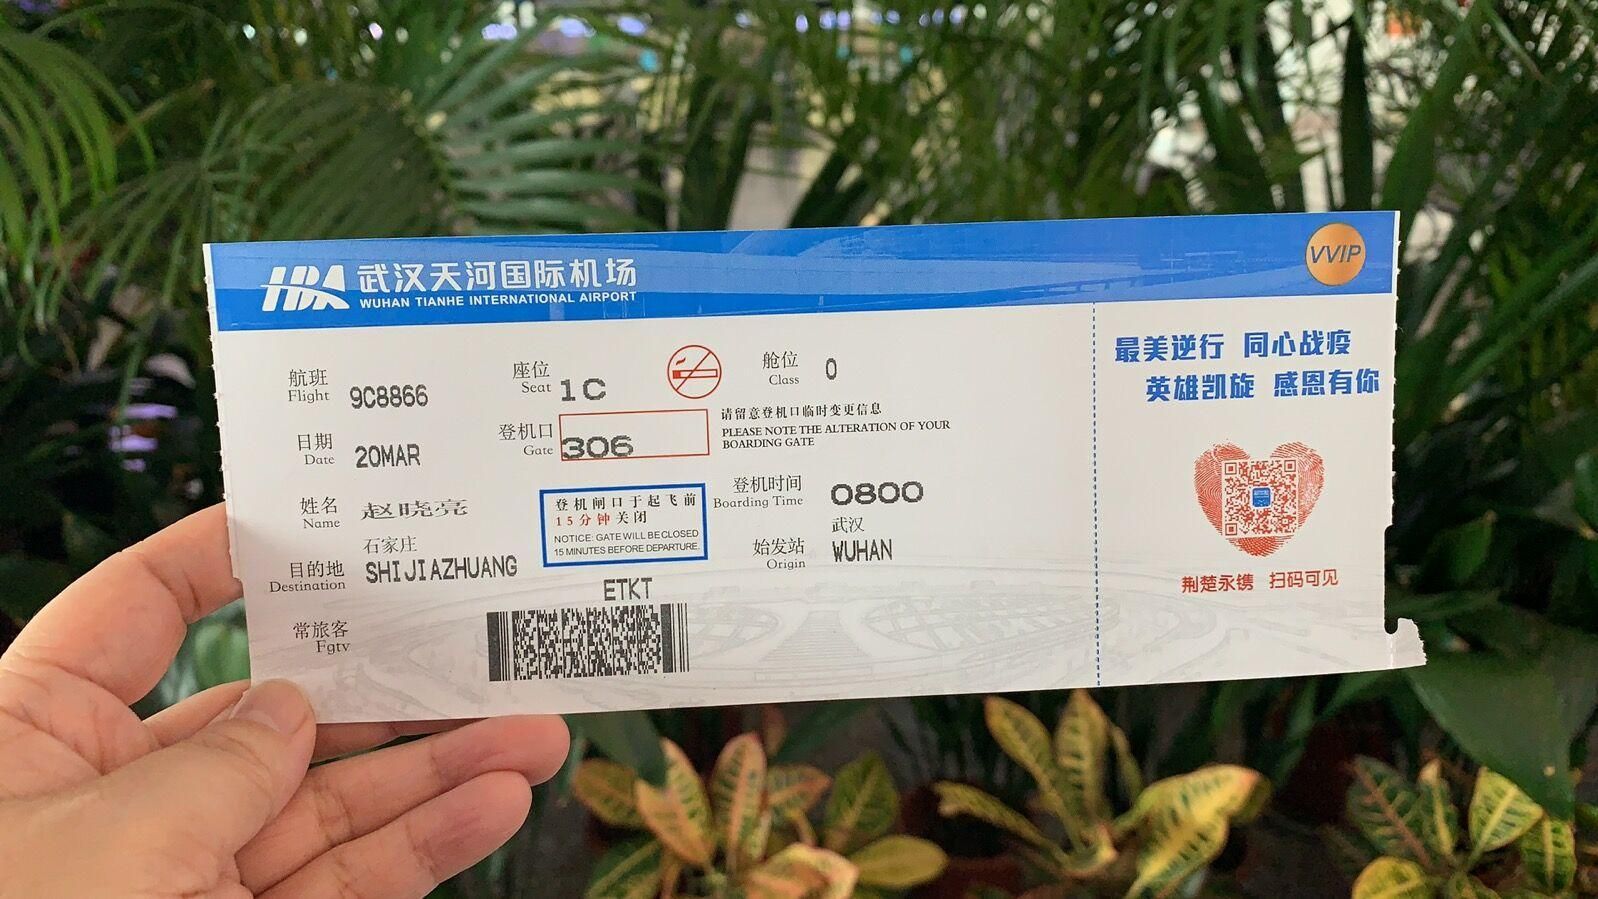 HBA 武汉天河国际机场
WUHAN TIANHE INTERNATIONAL AIRPORT
VVIP
航班
Flight
9C8866
座位
Seat
1C
舱位
Class
0
日期
Date
20MAR
登机口
Gate
306
请留意登机口临时变更信息
PLEASE NOTE THE ALTERATION OF YOUR
BOARDING GATE
姓名
Name
赵晓亮
登机闸口于起飞前
15分钟关闭
NOTICE: GATE WILL BE CLOSED
15 MINUTES BEFORE DEPARTURE.
登机时间
Boarding Time
0800
目的地
Destination
石家庄
SHIJIAZHUANG
始发站
Origin
武汉
WUHAN
ETKT
常旅客
Fgtv
最美逆行 同心战疫
英雄凯旋 感恩有你
荆楚永镌 扫码可见